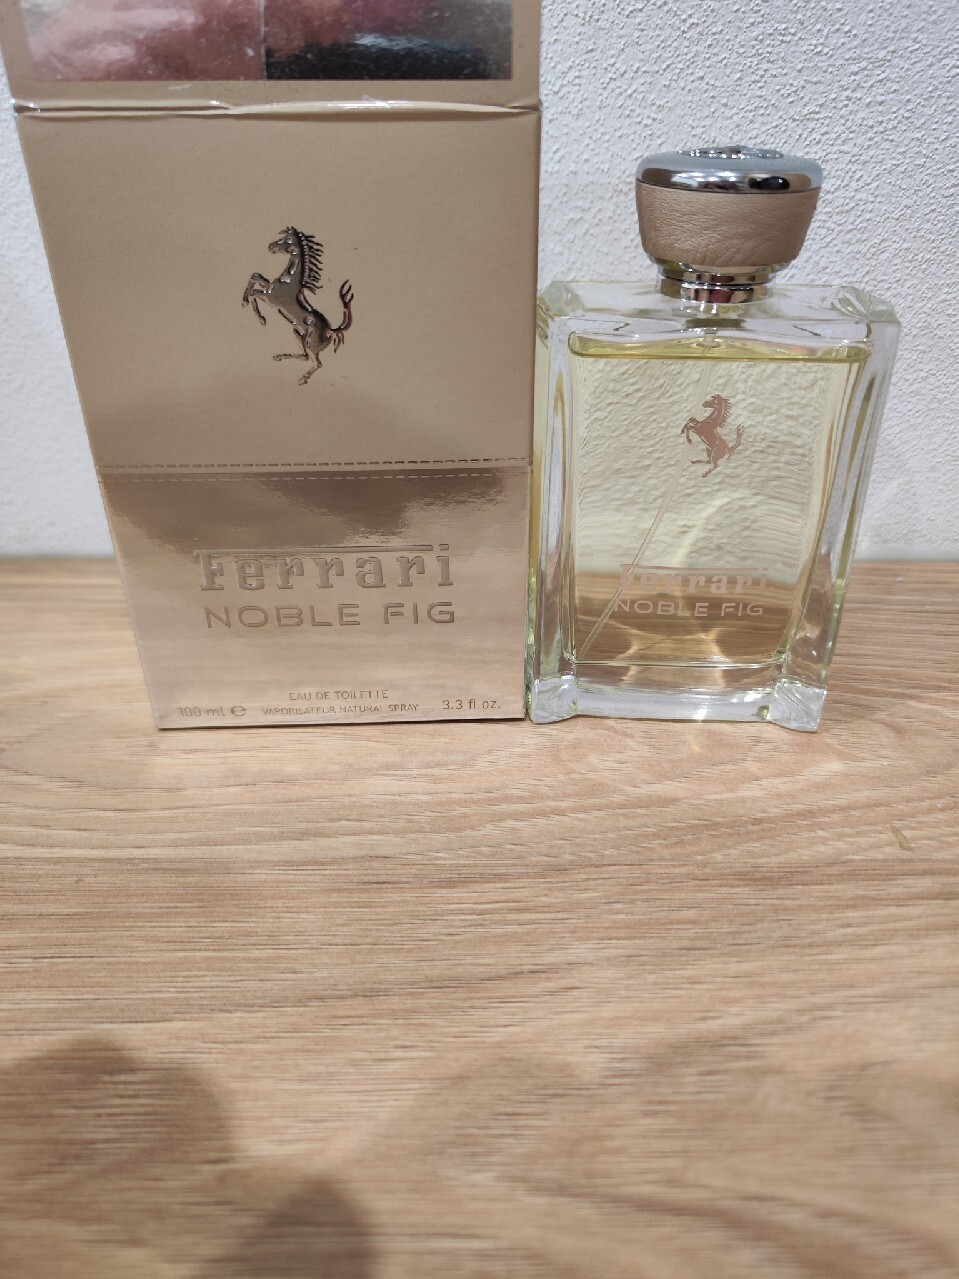 Ferrari
NOBLE FIG
EAU DE TOILETTE
100 ml e VAPORISATEUR NATURAL SPRAY 3.3 fl.oz.
Ferrari
NOBLE FIG